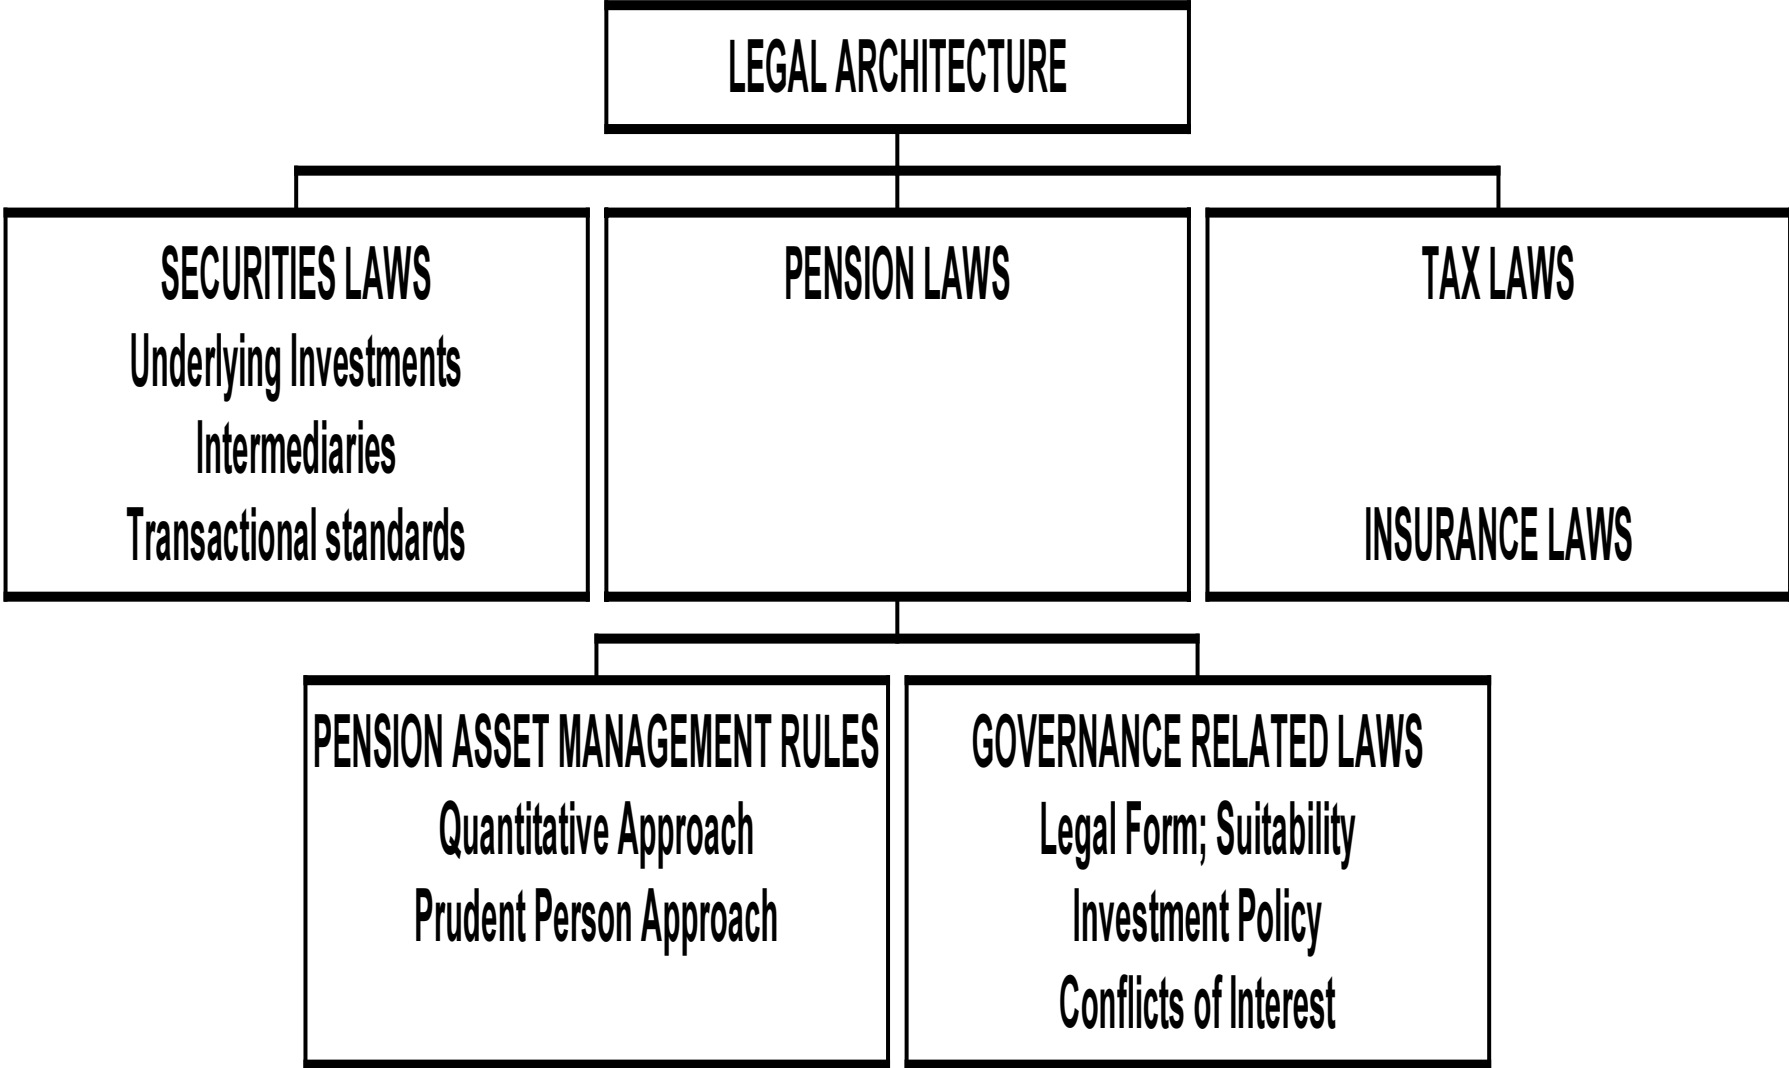 LEGAL ARCHITECTURE
SECURITIES LAWS
Underlying Investments
Intermediaries
Transactional standards
PENSION LAWS
TAX LAWS
INSURANCE LAWS
PENSION ASSET MANAGEMENT RULES
Quantitative Approach
Prudent Person Approach
GOVERNANCE RELATED LAWS
Legal Form; Suitability
Investment Policy
Conflicts of Interest